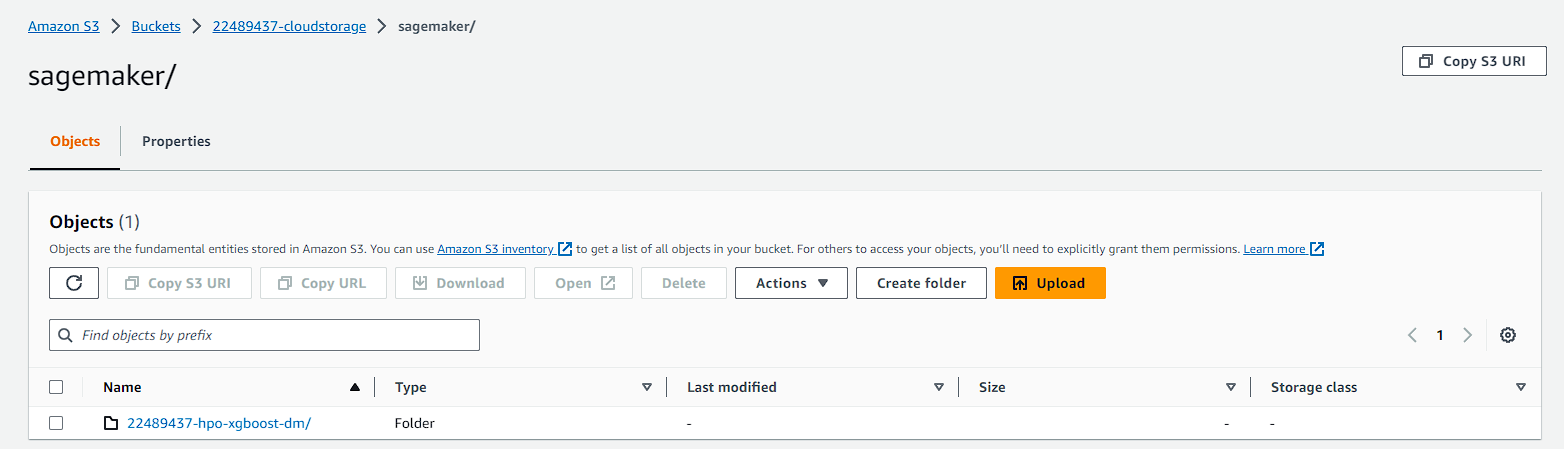 Amazon S3 > Buckets > 22489437-cloudstorage > sagemaker/
sagemaker/
Copy S3 URI
Objects Properties
Objects (1)
Objects are the fundamental entities stored in Amazon S3. You can use Amazon S3 inventory to get a list of all objects in your bucket. For others to access your objects, you'll need to explicitly grant them permissions. Learn more
Copy S3 URI Copy URL Download Open Delete Actions Create folder Upload
Find objects by prefix
1
Name Type Last modified Size Storage class
22489437-hpo-xgboost-dm/ Folder - - -